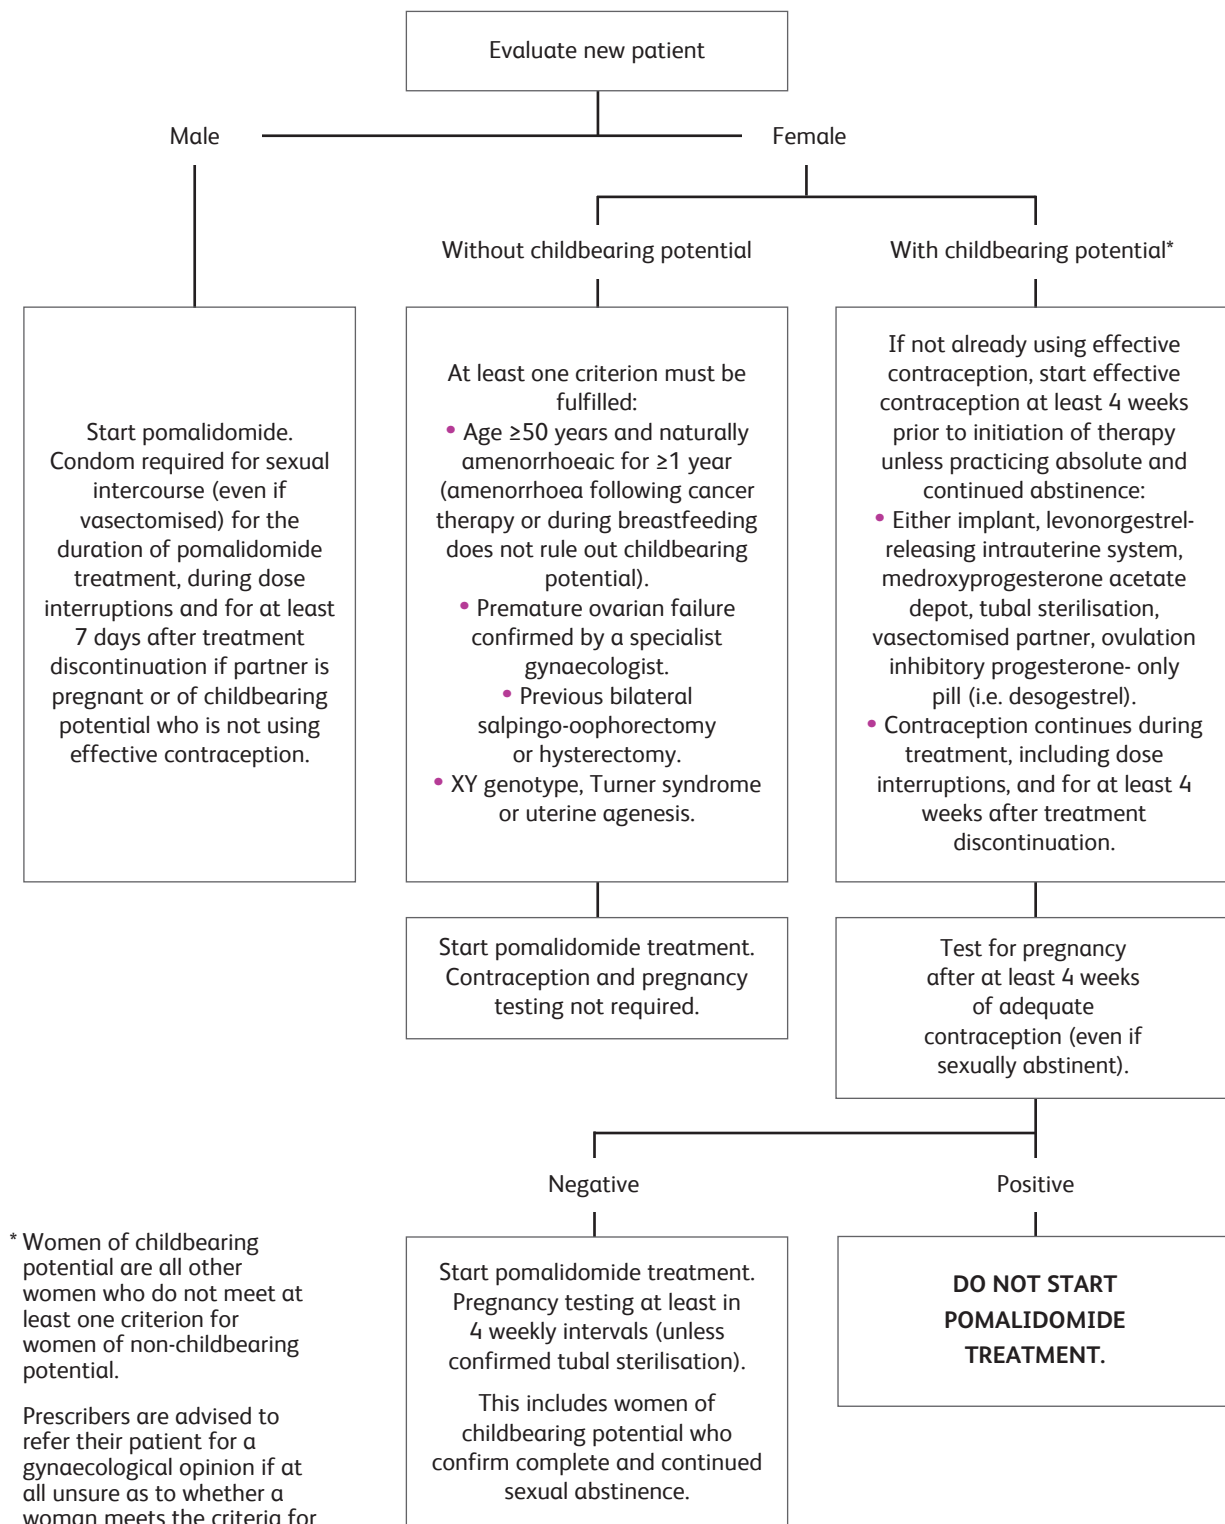 Evaluate new patient
Male
Female
Without childbearing potential
With childbearing potential*
Start pomalidomide.
Condom required for sexual
intercourse (even if
vasectomised) for the
duration of pomalidomide
treatment, during dose
interruptions and for at least
7 days after treatment
discontinuation if partner is
pregnant or of childbearing
potential who is not using
effective contraception.
At least one criterion must be
fulfilled:
• Age ≥50 years and naturally
amenorrhoeaic for ≥1 year
(amenorrhoea following cancer
therapy or during breastfeeding
does not rule out childbearing
potential).
• Premature ovarian failure
confirmed by a specialist
gynaecologist.
• Previous bilateral
salpingo-oophorectomy
or hysterectomy.
• XY genotype, Turner syndrome
or uterine agenesis.
If not already using effective
contraception, start effective
contraception at least 4 weeks
prior to initiation of therapy
unless practicing absolute and
continued abstinence:
• Either implant, levonorgestrel-
releasing intrauterine system,
medroxyprogesterone acetate
depot, tubal sterilisation,
vasectomised partner, ovulation
inhibitory progesterone- only
pill (i.e. desogestrel).
• Contraception continues during
treatment, including dose
interruptions, and for at least 4
weeks after treatment
discontinuation.
Start pomalidomide treatment.
Contraception and pregnancy
testing not required.
Test for pregnancy
after at least 4 weeks
of adequate
contraception (even if
sexually abstinent).
Negative
Positive
Start pomalidomide treatment.
Pregnancy testing at least in
4 weekly intervals (unless
confirmed tubal sterilisation).
This includes women of
childbearing potential who
confirm complete and continued
sexual abstinence.
DO NOT START
POMALIDOMIDE
TREATMENT.
* Women of childbearing
potential are all other
women who do not meet at
least one criterion for
women of non-childbearing
potential.
Prescribers are advised to
refer their patient for a
gynaecological opinion if at
all unsure as to whether a
woman meets the criteria for